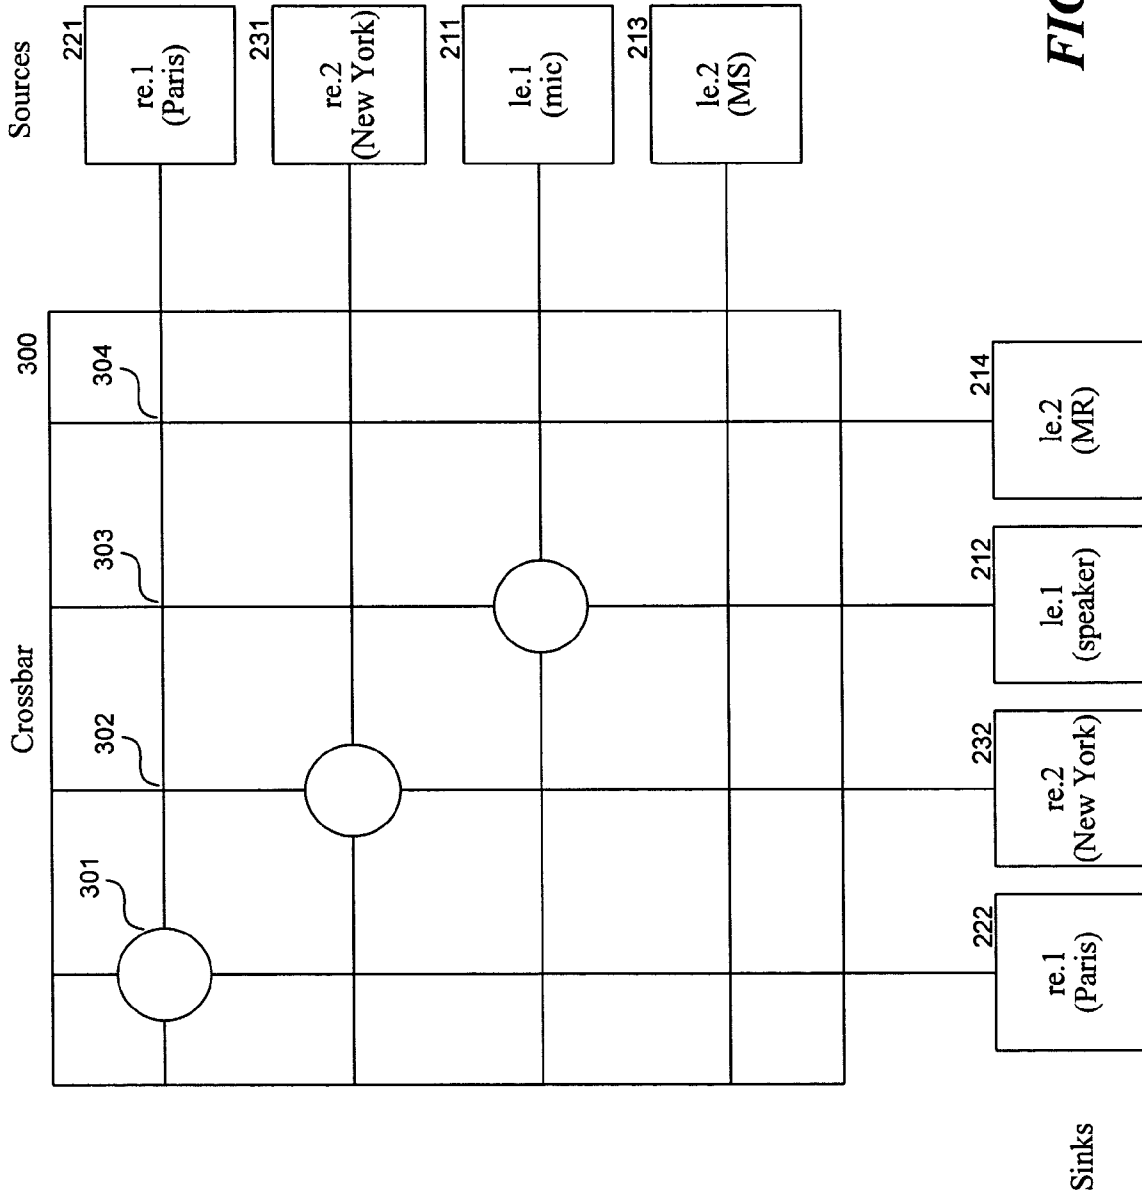 Sources
221
re.1
(Paris)
231
re.2
(New York)
211
le.1
(mic)
213
le.2
(MS)
Crossbar
300
301
302
303
304
Sinks
222
re.1
(Paris)
232
re.2
(New York)
212
le.1
(speaker)
214
le.2
(MR)